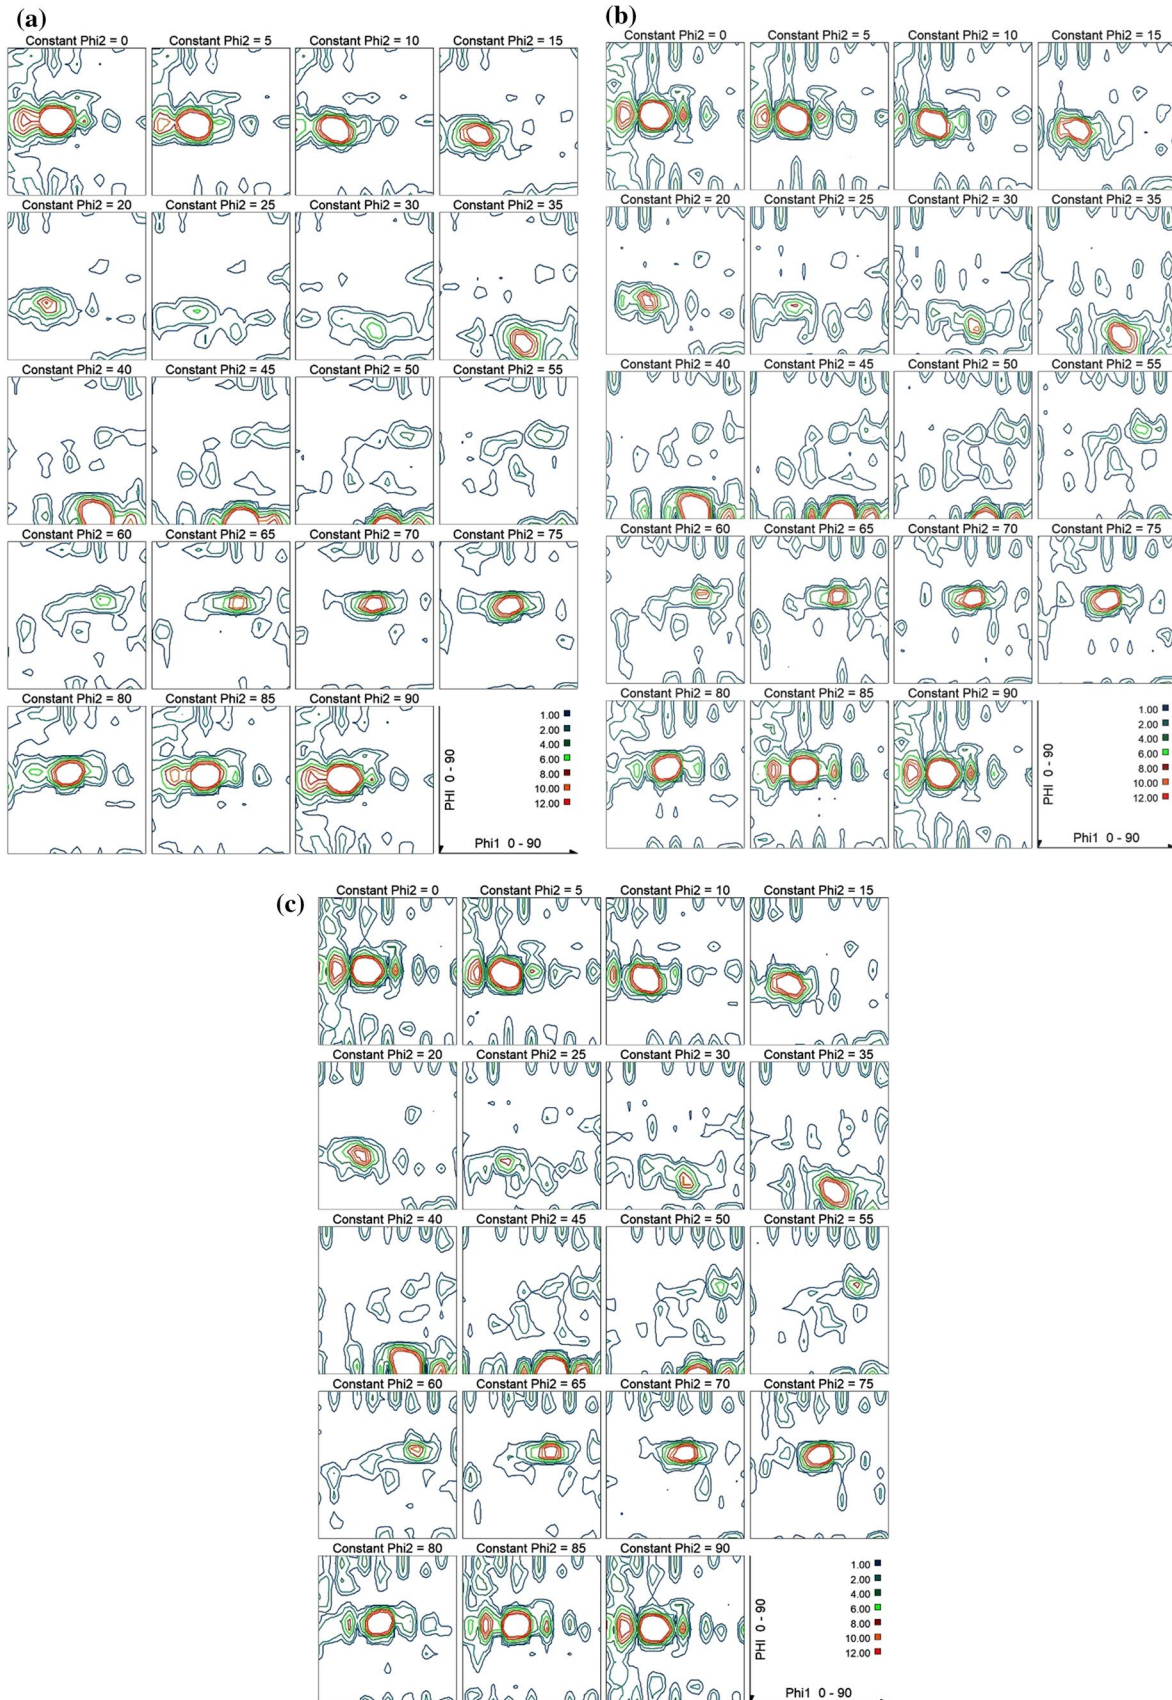 (a)
Constant Phi2 = 0 Constant Phi2 = 5 Constant Phi2 = 10 Constant Phi2 = 15
Constant Phi2 = 20 Constant Phi2 = 25 Constant Phi2 = 30 Constant Phi2 = 35
Constant Phi2 = 40 Constant Phi2 = 45 Constant Phi2 = 50 Constant Phi2 = 55
Constant Phi2 = 60 Constant Phi2 = 65 Constant Phi2 = 70 Constant Phi2 = 75
Constant Phi2 = 80 Constant Phi2 = 85 Constant Phi2 = 90
1.00
2.00
4.00
6.00
8.00
10.00
12.00
PHI 0 - 90
Phi1 0 - 90
(b)
Constant Phi2 = 0 Constant Phi2 = 5 Constant Phi2 = 10 Constant Phi2 = 15
Constant Phi2 = 20 Constant Phi2 = 25 Constant Phi2 = 30 Constant Phi2 = 35
Constant Phi2 = 40 Constant Phi2 = 45 Constant Phi2 = 50 Constant Phi2 = 55
Constant Phi2 = 60 Constant Phi2 = 65 Constant Phi2 = 70 Constant Phi2 = 75
Constant Phi2 = 80 Constant Phi2 = 85 Constant Phi2 = 90
1.00
2.00
4.00
6.00
8.00
10.00
12.00
PHI 0 - 90
Phi1 0 - 90
(c)
Constant Phi2 = 0 Constant Phi2 = 5 Constant Phi2 = 10 Constant Phi2 = 15
Constant Phi2 = 20 Constant Phi2 = 25 Constant Phi2 = 30 Constant Phi2 = 35
Constant Phi2 = 40 Constant Phi2 = 45 Constant Phi2 = 50 Constant Phi2 = 55
Constant Phi2 = 60 Constant Phi2 = 65 Constant Phi2 = 70 Constant Phi2 = 75
Constant Phi2 = 80 Constant Phi2 = 85 Constant Phi2 = 90
1.00
2.00
4.00
6.00
8.00
10.00
12.00
PHI 0 - 90
Phi1 0 - 90